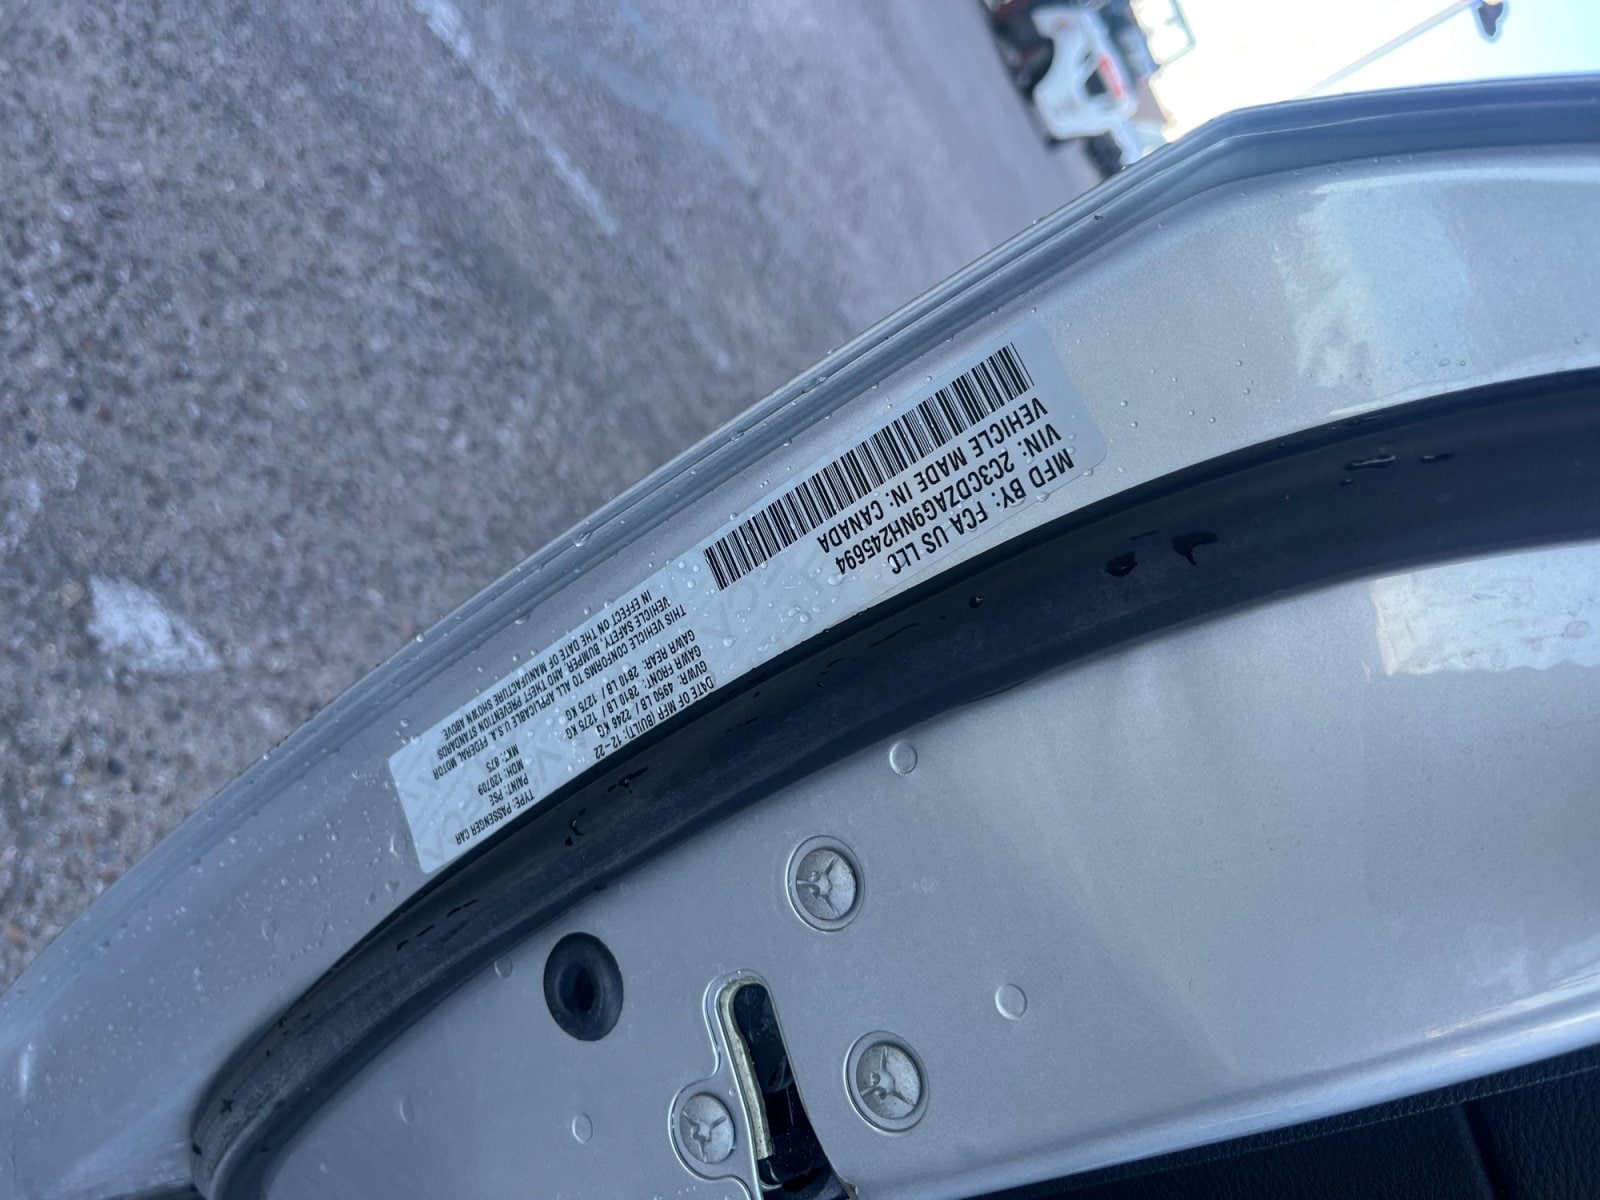 MFD BY: FCA US LLC
VIN: 2C3CDZAG9NH245694
VEHICLE MADE IN: CANADA
DATE OF MFR (BUILT): 12-22
GVWR: 4950 LB / 2246 KG
GAWR FRONT: 2810 LB / 1275 KG
GAWR REAR: 2810 LB / 1275 KG
THIS VEHICLE CONFORMS TO ALL APPLICABLE U.S.A. FEDERAL MOTOR
VEHICLE SAFETY, BUMPER, AND THEFT PREVENTION STANDARDS
IN EFFECT ON THE DATE OF MANUFACTURE SHOWN ABOVE.
TYPE: PASSENGER CAR
PAINT: PSE
MDH: 120709
MKT: 875